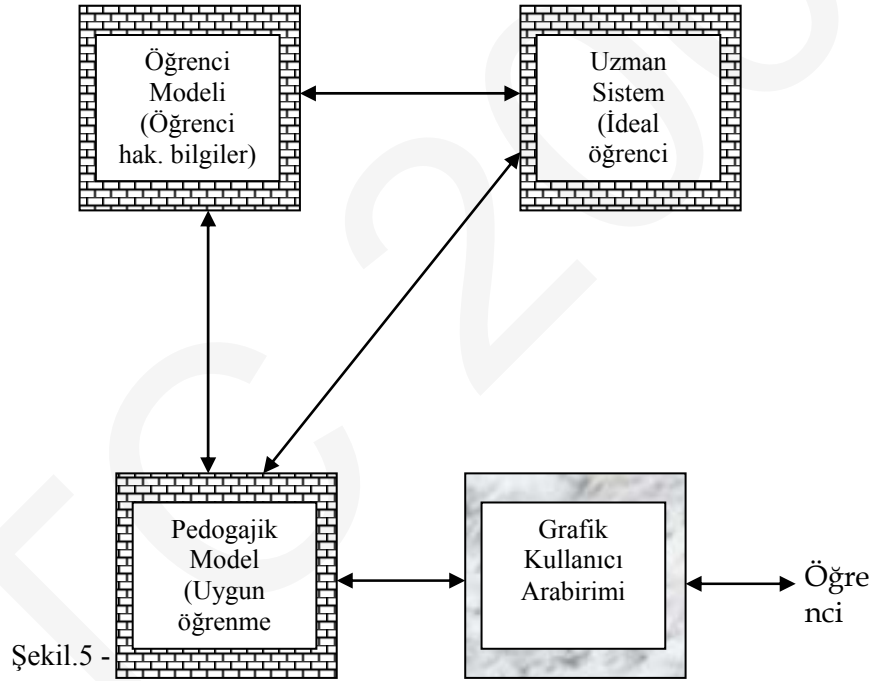 Öğrenci
Modeli
(Öğrenci
hak. bilgiler)
Uzman
Sistem
(İdeal
öğrenci
Pedogajik
Model
(Uygun
öğrenme
Grafik
Kullanıcı
Arabirimi
Öğre
nci
Şekil.5 -